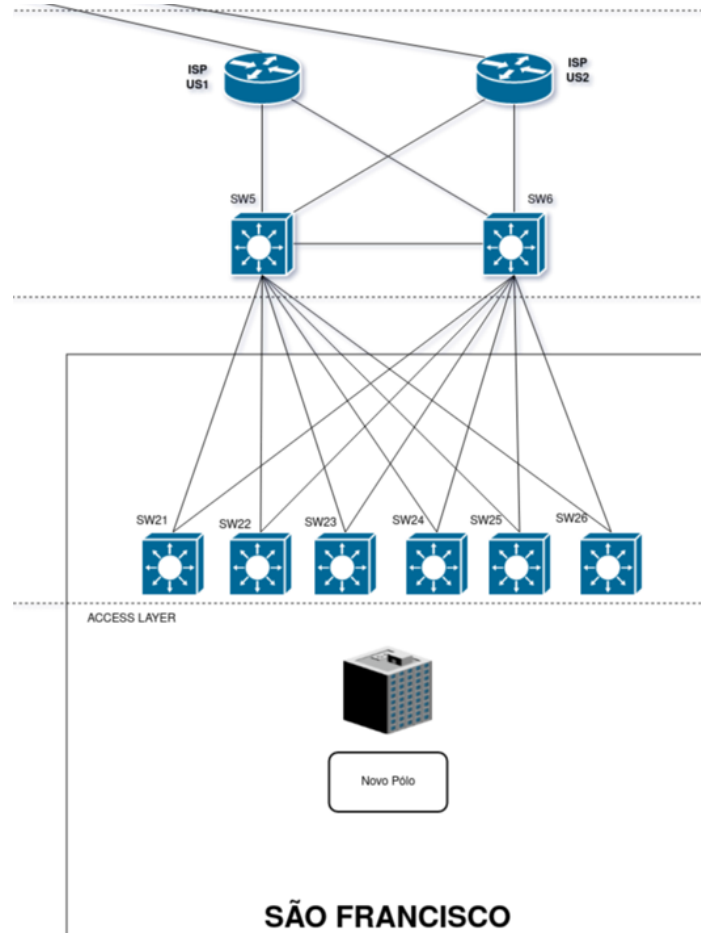 ISP
US1
ISP
US2
SW5
SW6
SW21
SW22
SW23
SW24
SW25
SW26
ACCESS LAYER
Novo Pólo
SÃO FRANCISCO